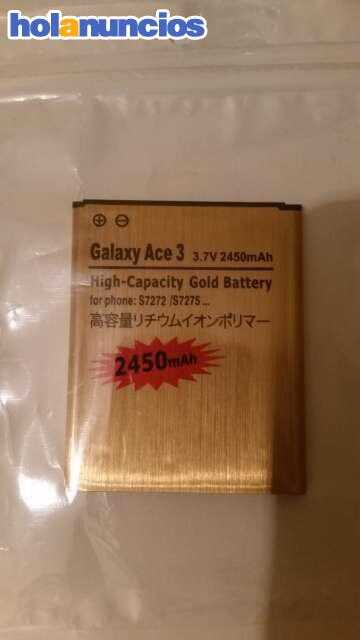 holanuncios
Galaxy Ace 3 3.7V 2450mAh
High-Capacity Gold Battery
for phone: S7272 /S7275 ...
高容量リチウムイオンポリマー
2450mAh